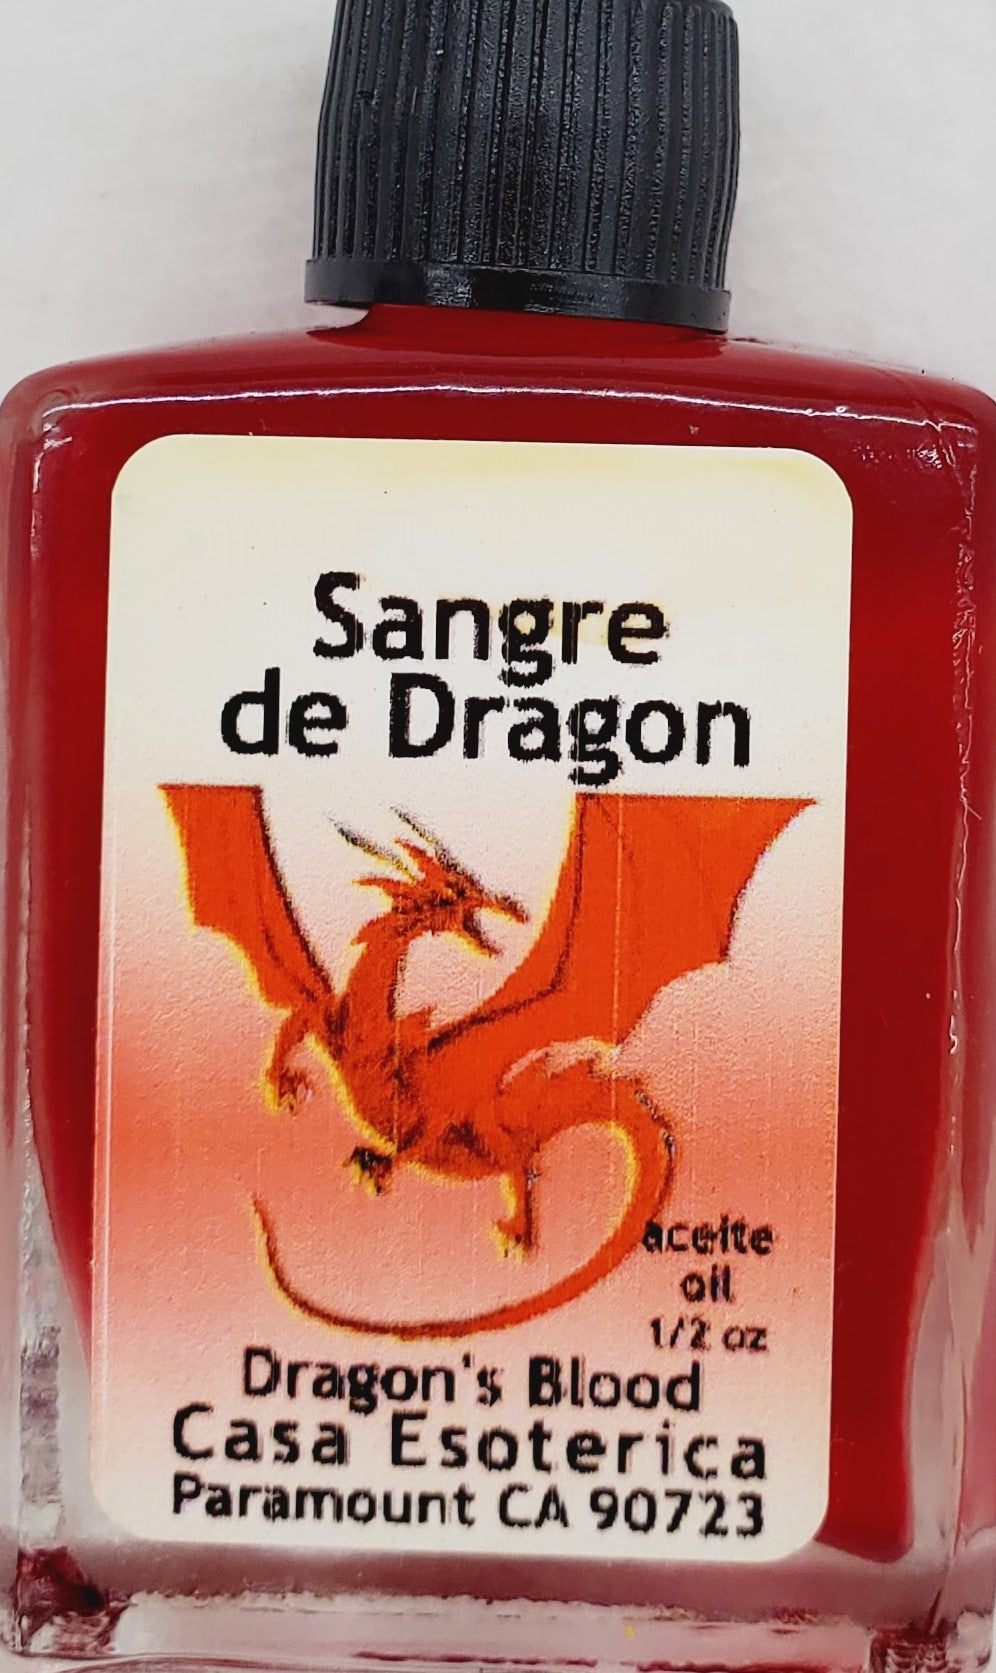 Sangre
de Dragon
aceite
oil
1/2 oz
Dragon's Blood
Casa Esoterica
Paramount CA 90723